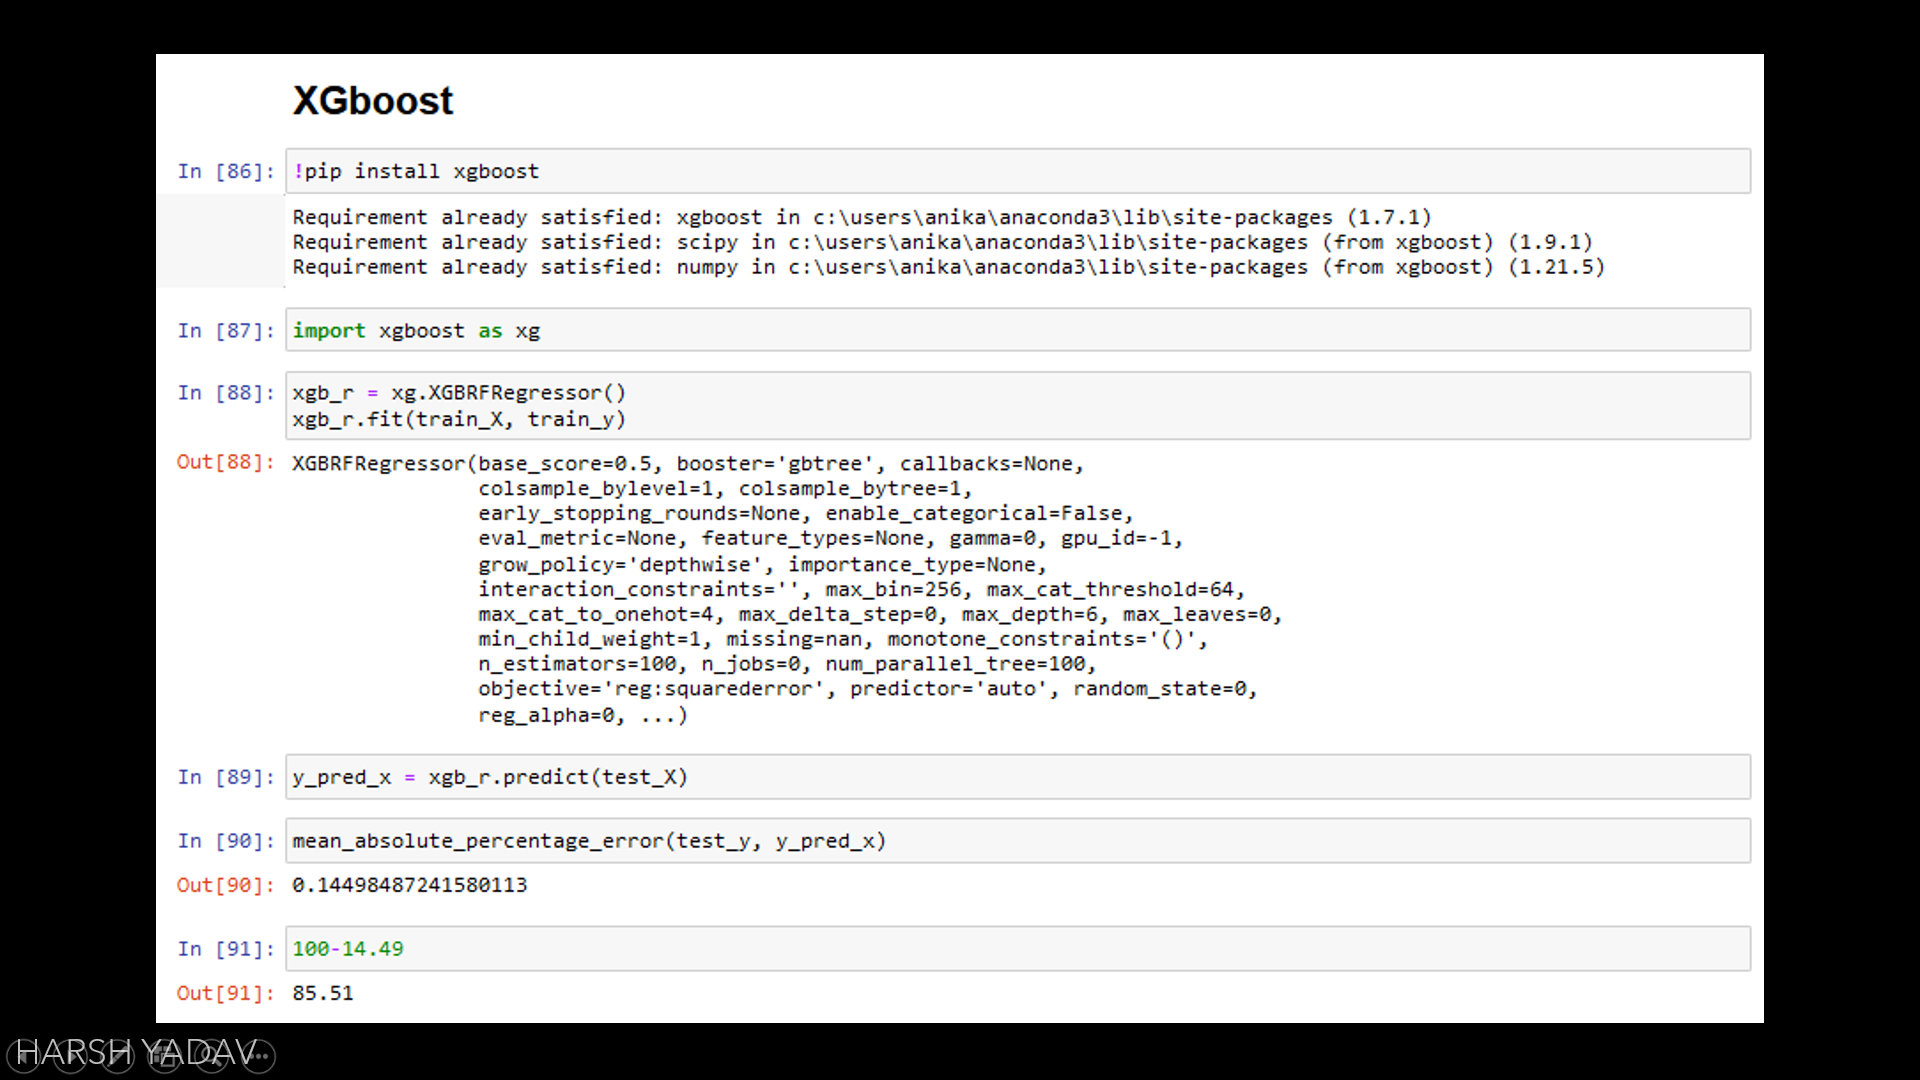 XGboost
In [86]: !pip install xgboost
Requirement already satisfied: xgboost in c:\users\anika\anaconda3\lib\site-packages (1.7.1)
Requirement already satisfied: scipy in c:\users\anika\anaconda3\lib\site-packages (from xgboost) (1.9.1)
Requirement already satisfied: numpy in c:\users\anika\anaconda3\lib\site-packages (from xgboost) (1.21.5)
In [87]: import xgboost as xg
In [88]: xgb_r = xg.XGBRFRegressor()
xgb_r.fit(train_X, train_y)
Out[88]: XGBRFRegressor(base_score=0.5, booster='gbtree', callbacks=None,
colsample_bylevel=1, colsample_bytree=1,
early_stopping_rounds=None, enable_categorical=False,
eval_metric=None, feature_types=None, gamma=0, gpu_id=-1,
grow_policy='depthwise', importance_type=None,
interaction_constraints='', max_bin=256, max_cat_threshold=64,
max_cat_to_onehot=4, max_delta_step=0, max_depth=6, max_leaves=0,
min_child_weight=1, missing=nan, monotone_constraints='()',
n_estimators=100, n_jobs=0, num_parallel_tree=100,
objective='reg:squarederror', predictor='auto', random_state=0,
reg_alpha=0, ...)
In [89]: y_pred_x = xgb_r.predict(test_X)
In [90]: mean_absolute_percentage_error(test_y, y_pred_x)
Out[90]: 0.14498487241580113
In [91]: 100-14.49
Out[91]: 85.51
HARSH YADAV